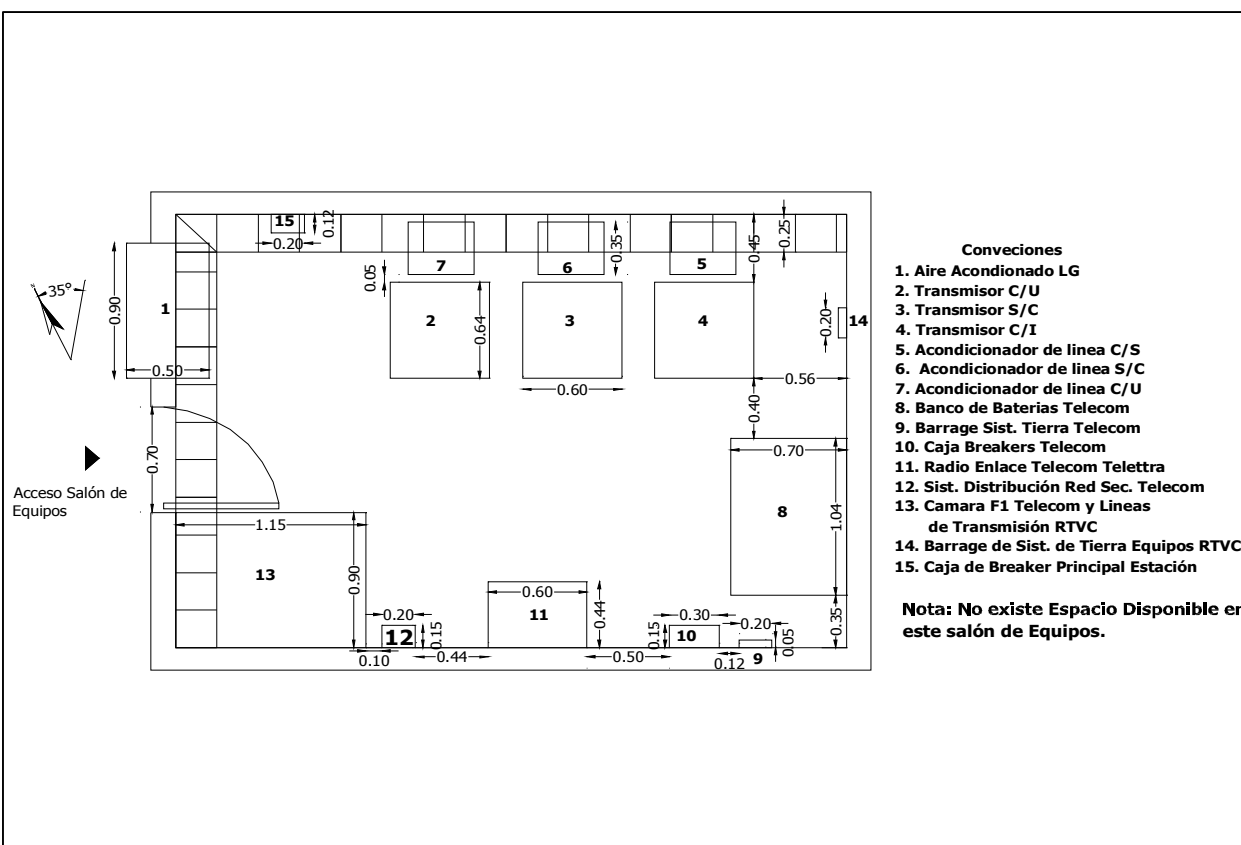 15
0.12
0.20
0.25
0.45
0.35
7
6
5
0.05
35°
0.90
1
0.50
2
0.64
3
0.60
4
0.20
14
0.56
0.40
0.70
Acceso Salón de
Equipos
0.70
8
1.04
1.15
13
0.90
0.20
12
0.15
0.10
0.44
0.60
11
0.44
0.50
0.30
0.15
10
0.12
0.20
0.05
9
0.35
Conveciones
1. Aire Acondionado LG
2. Transmisor C/U
3. Transmisor S/C
4. Transmisor C/I
5. Acondicionador de linea C/S
6. Acondicionador de linea S/C
7. Acondicionador de linea C/U
8. Banco de Baterias Telecom
9. Barrage Sist. Tierra Telecom
10. Caja Breakers Telecom
11. Radio Enlace Telecom Telettra
12. Sist. Distribución Red Sec. Telecom
13. Camara F1 Telecom y Lineas
de Transmisión RTVC
14. Barrage de Sist. de Tierra Equipos RTVC
15. Caja de Breaker Principal Estación
Nota: No existe Espacio Disponible en
este salón de Equipos.